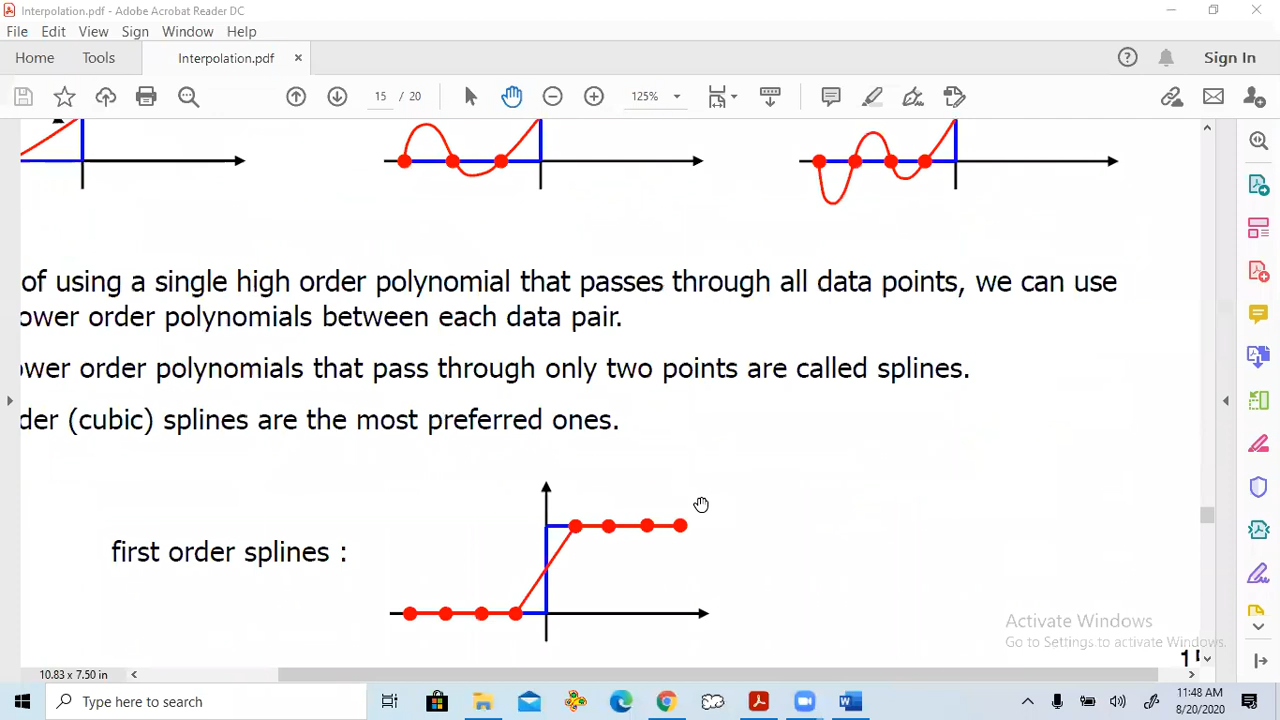 Interpolation.pdf - Adobe Acrobat Reader DC
File Edit View Sign Window Help
Home Tools Interpolation.pdf × Sign In
15 / 20 125%
of using a single high order polynomial that passes through all data points, we can use
ower order polynomials between each data pair.
ower order polynomials that pass through only two points are called splines.
der (cubic) splines are the most preferred ones.
first order splines :
Activate Windows
Go to Settings to activate Windows.
10.83 x 7.50 in
Type here to search
11:48 AM
8/20/2020